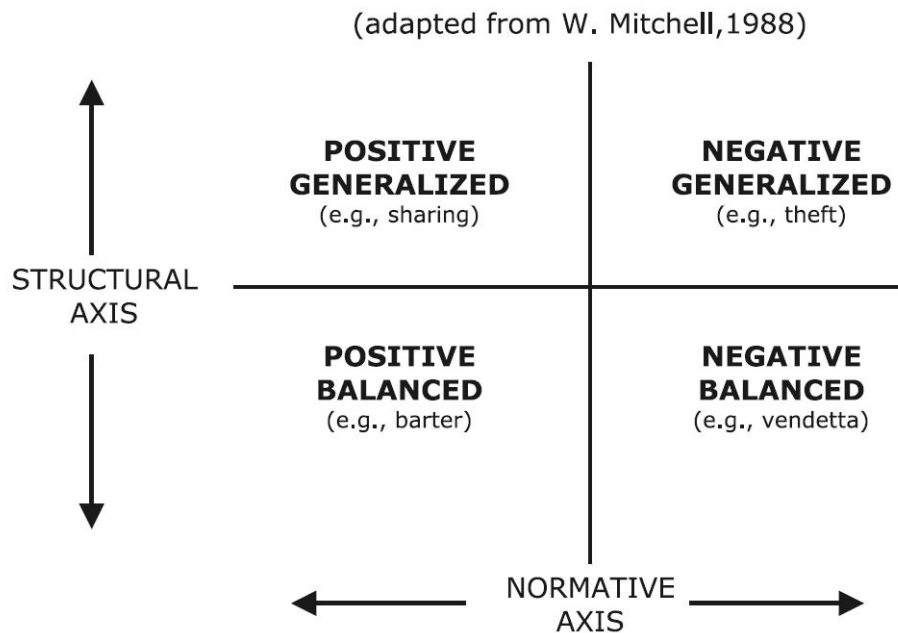 (adapted from W. Mitchell,1988)
POSITIVE
GENERALIZED
(e.g., sharing)
NEGATIVE
GENERALIZED
(e.g., theft)
STRUCTURAL
AXIS
POSITIVE
BALANCED
(e.g., barter)
NEGATIVE
BALANCED
(e.g., vendetta)
NORMATIVE
AXIS